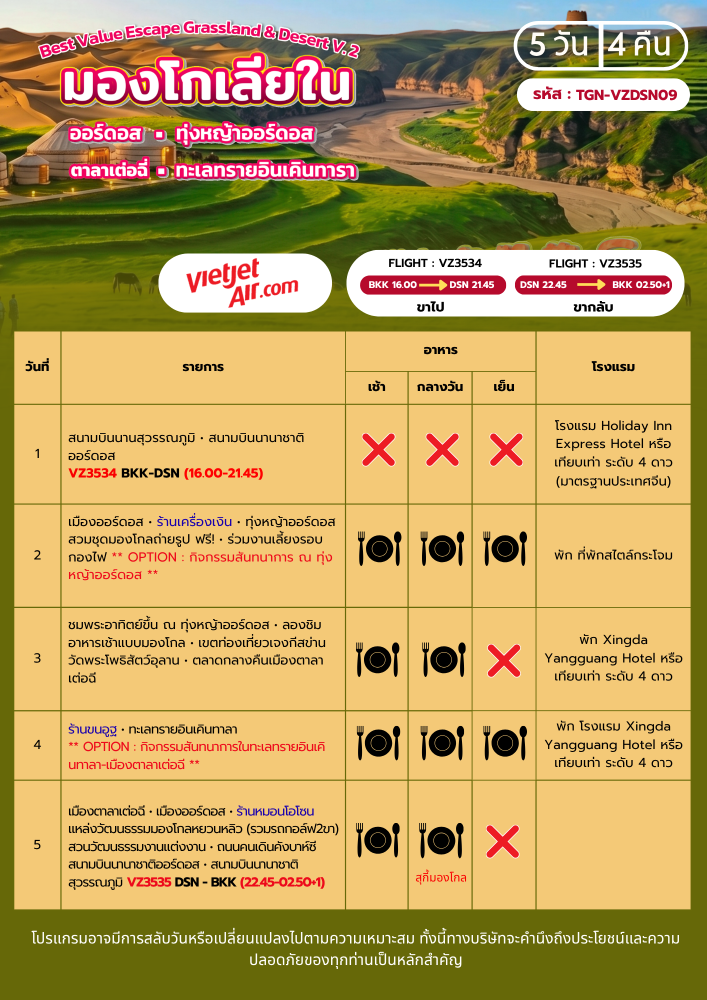 Best Value Escape Grassland & Desert V. 2
มองโกเลียใน
ออร์ดอส ▪ ทุ่งหญ้าออร์ดอส
ตาลาเต่อฉี่ ▪ ทะเลทรายอินเคินทารา
5 วัน 4 คืน
รหัส : TGN-VZDSN09
vietjet
Air.com
FLIGHT : VZ3534
BKK 16.00 DSN 21.45
ขาไป
FLIGHT : VZ3535
DSN 22.45 BKK 02.50+1
ขากลับ
วันที่
รายการ
อาหาร
เช้า
กลางวัน
เย็น
โรงแรม
1
สนามบินนานสุวรรณภูมิ • สนามบินนานาชาติ
ออร์ดอส
VZ3534 BKK-DSN (16.00-21.45)
โรงแรม Holiday Inn
Express Hotel หรือ
เทียบเท่า ระดับ 4 ดาว
(มาตรฐานประเทศจีน)
2
เมืองออร์ดอส • ร้านเครื่องเงิน • ทุ่งหญ้าออร์ดอส
สวมชุดมองโกลถ่ายรูป ฟรี! • ร่วมงานเลี้ยงรอบ
กองไฟ ** OPTION : กิจกรรมสันทนาการ ณ ทุ่ง
หญ้าออร์ดอส **
พัก ที่พักสไตล์กระโจม
3
ชมพระอาทิตย์ขึ้น ณ ทุ่งหญ้าออร์ดอส • ลองชิม
อาหารเช้าแบบมองโกล • เขตท่องเที่ยวเจงกีสข่าน
วัดพระโพธิสัตว์อุลาน • ตลาดกลางคืนเมืองตาลา
เต่อฉี
พัก Xingda
Yangguang Hotel หรือ
เทียบเท่า ระดับ 4 ดาว
4
ร้านขนอูฐ • ทะเลทรายอินเคินทาลา
** OPTION : กิจกรรมสันทนาการในทะเลทรายอินเคิ
นทาลา-เมืองตาลาเต่อฉี **
พัก โรงแรม Xingda
Yangguang Hotel หรือ
เทียบเท่า ระดับ 4 ดาว
5
เมืองตาลาเต่อฉี • เมืองออร์ดอส • ร้านหมอนโอโซน
แหล่งวัฒนธรรมมองโกลหยวนหลิว (รวมรถกอล์ฟ2ขา)
สวนวัฒนธรรมงานแต่งงาน • ถนนคนเดินคังบาห์ซี
สนามบินนานาชาติออร์ดอส • สนามบินนานาชาติ
สุวรรณภูมิ VZ3535 DSN - BKK (22.45-02.50+1)
สุกี้มองโกล
โปรแกรมอาจมีการสลับวันหรือเปลี่ยนแปลงไปตามความเหมาะสม ทั้งนี้ทางบริษัทจะคำนึงถึงประโยชน์และความ
ปลอดภัยของทุกท่านเป็นหลักสำคัญ